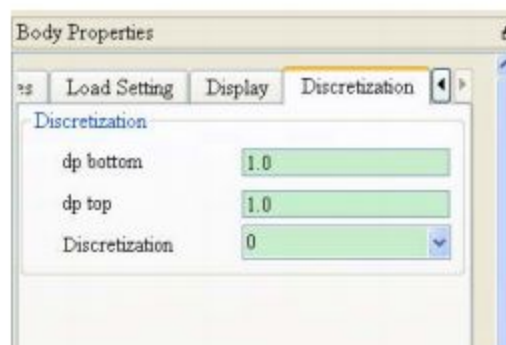 Body Properties
es Load Setting Display Discretization
Discretization
dp bottom 1.0
dp top 1.0
Discretization 0